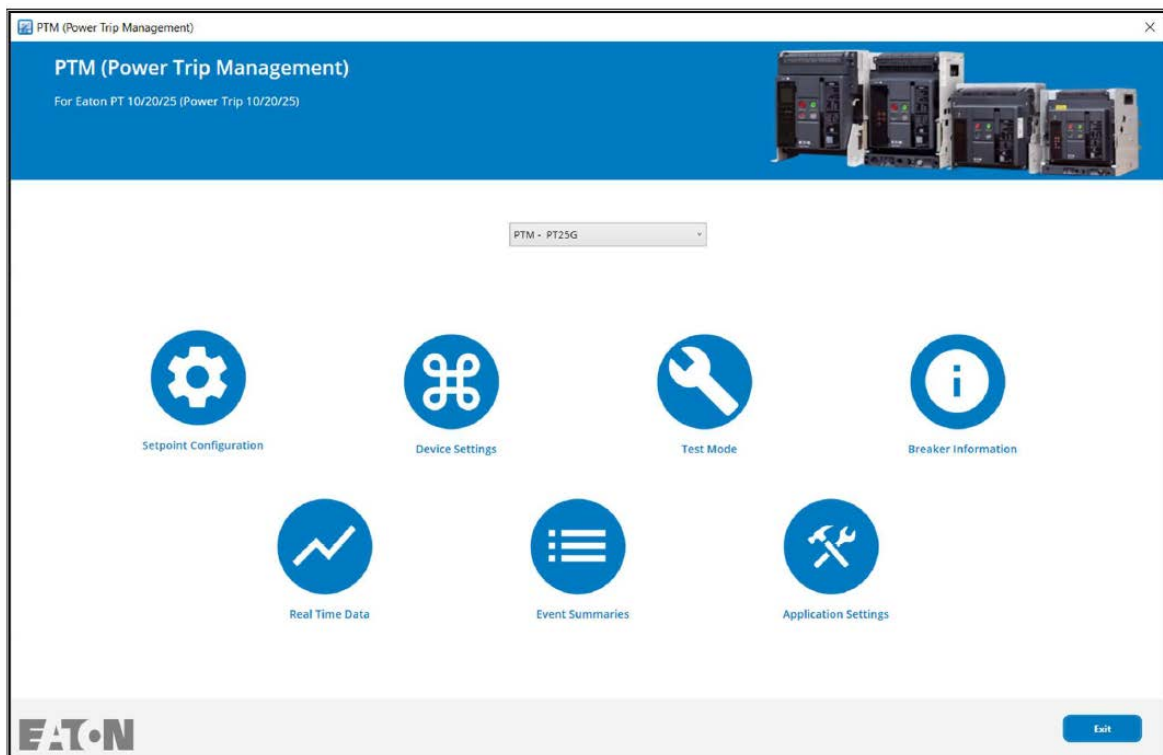 PTM (Power Trip Management)
PTM (Power Trip Management)
For Eaton PT 10/20/25 (Power Trip 10/20/25)
PTM - PT25G
Setpoint Configuration
Device Settings
Test Mode
Breaker Information
Real Time Data
Event Summaries
Application Settings
EATON
Exit